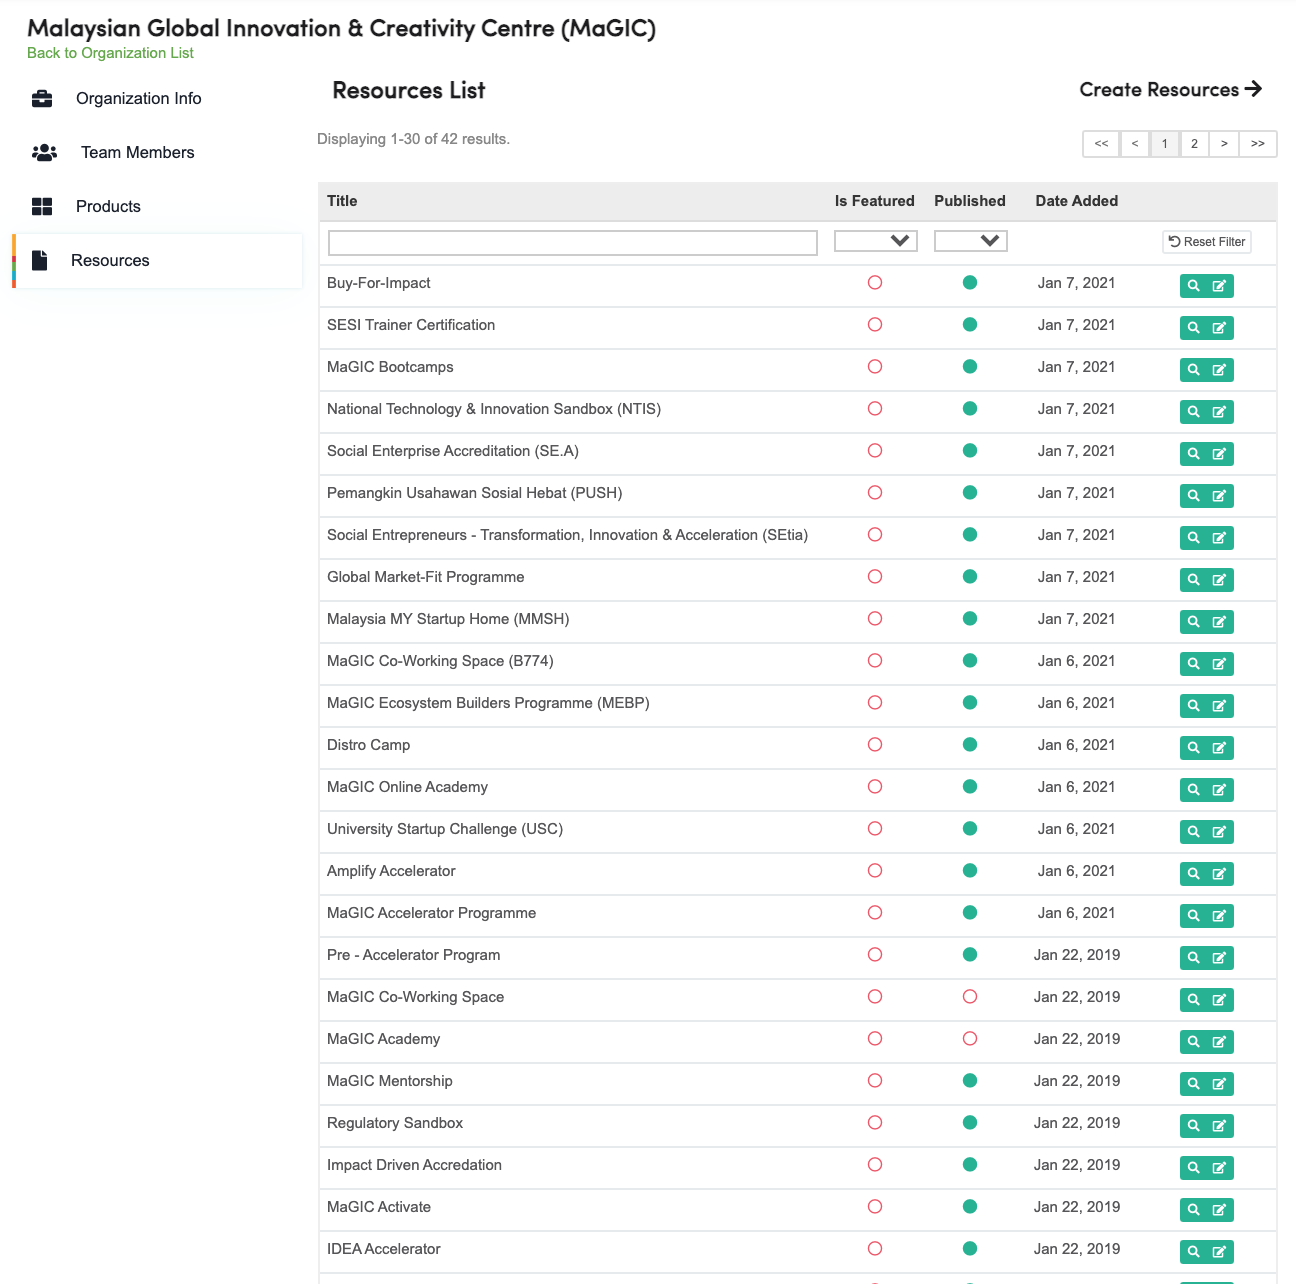 Malaysian Global Innovation & Creativity Centre (MaGIC)
Back to Organization List
Organization Info
Team Members
Products
Resources
Resources List
Create Resources
Displaying 1-30 of 42 results.
<< < 1 2 > >>
Title Is Featured Published Date Added
Reset Filter
Buy-For-Impact Jan 7, 2021
SESI Trainer Certification Jan 7, 2021
MaGIC Bootcamps Jan 7, 2021
National Technology & Innovation Sandbox (NTIS) Jan 7, 2021
Social Enterprise Accreditation (SE.A) Jan 7, 2021
Pemangkin Usahawan Sosial Hebat (PUSH) Jan 7, 2021
Social Entrepreneurs - Transformation, Innovation & Acceleration (SEtia) Jan 7, 2021
Global Market-Fit Programme Jan 7, 2021
Malaysia MY Startup Home (MMSH) Jan 7, 2021
MaGIC Co-Working Space (B774) Jan 6, 2021
MaGIC Ecosystem Builders Programme (MEBP) Jan 6, 2021
Distro Camp Jan 6, 2021
MaGIC Online Academy Jan 6, 2021
University Startup Challenge (USC) Jan 6, 2021
Amplify Accelerator Jan 6, 2021
MaGIC Accelerator Programme Jan 6, 2021
Pre - Accelerator Program Jan 22, 2019
MaGIC Co-Working Space Jan 22, 2019
MaGIC Academy Jan 22, 2019
MaGIC Mentorship Jan 22, 2019
Regulatory Sandbox Jan 22, 2019
Impact Driven Accredation Jan 22, 2019
MaGIC Activate Jan 22, 2019
IDEA Accelerator Jan 22, 2019